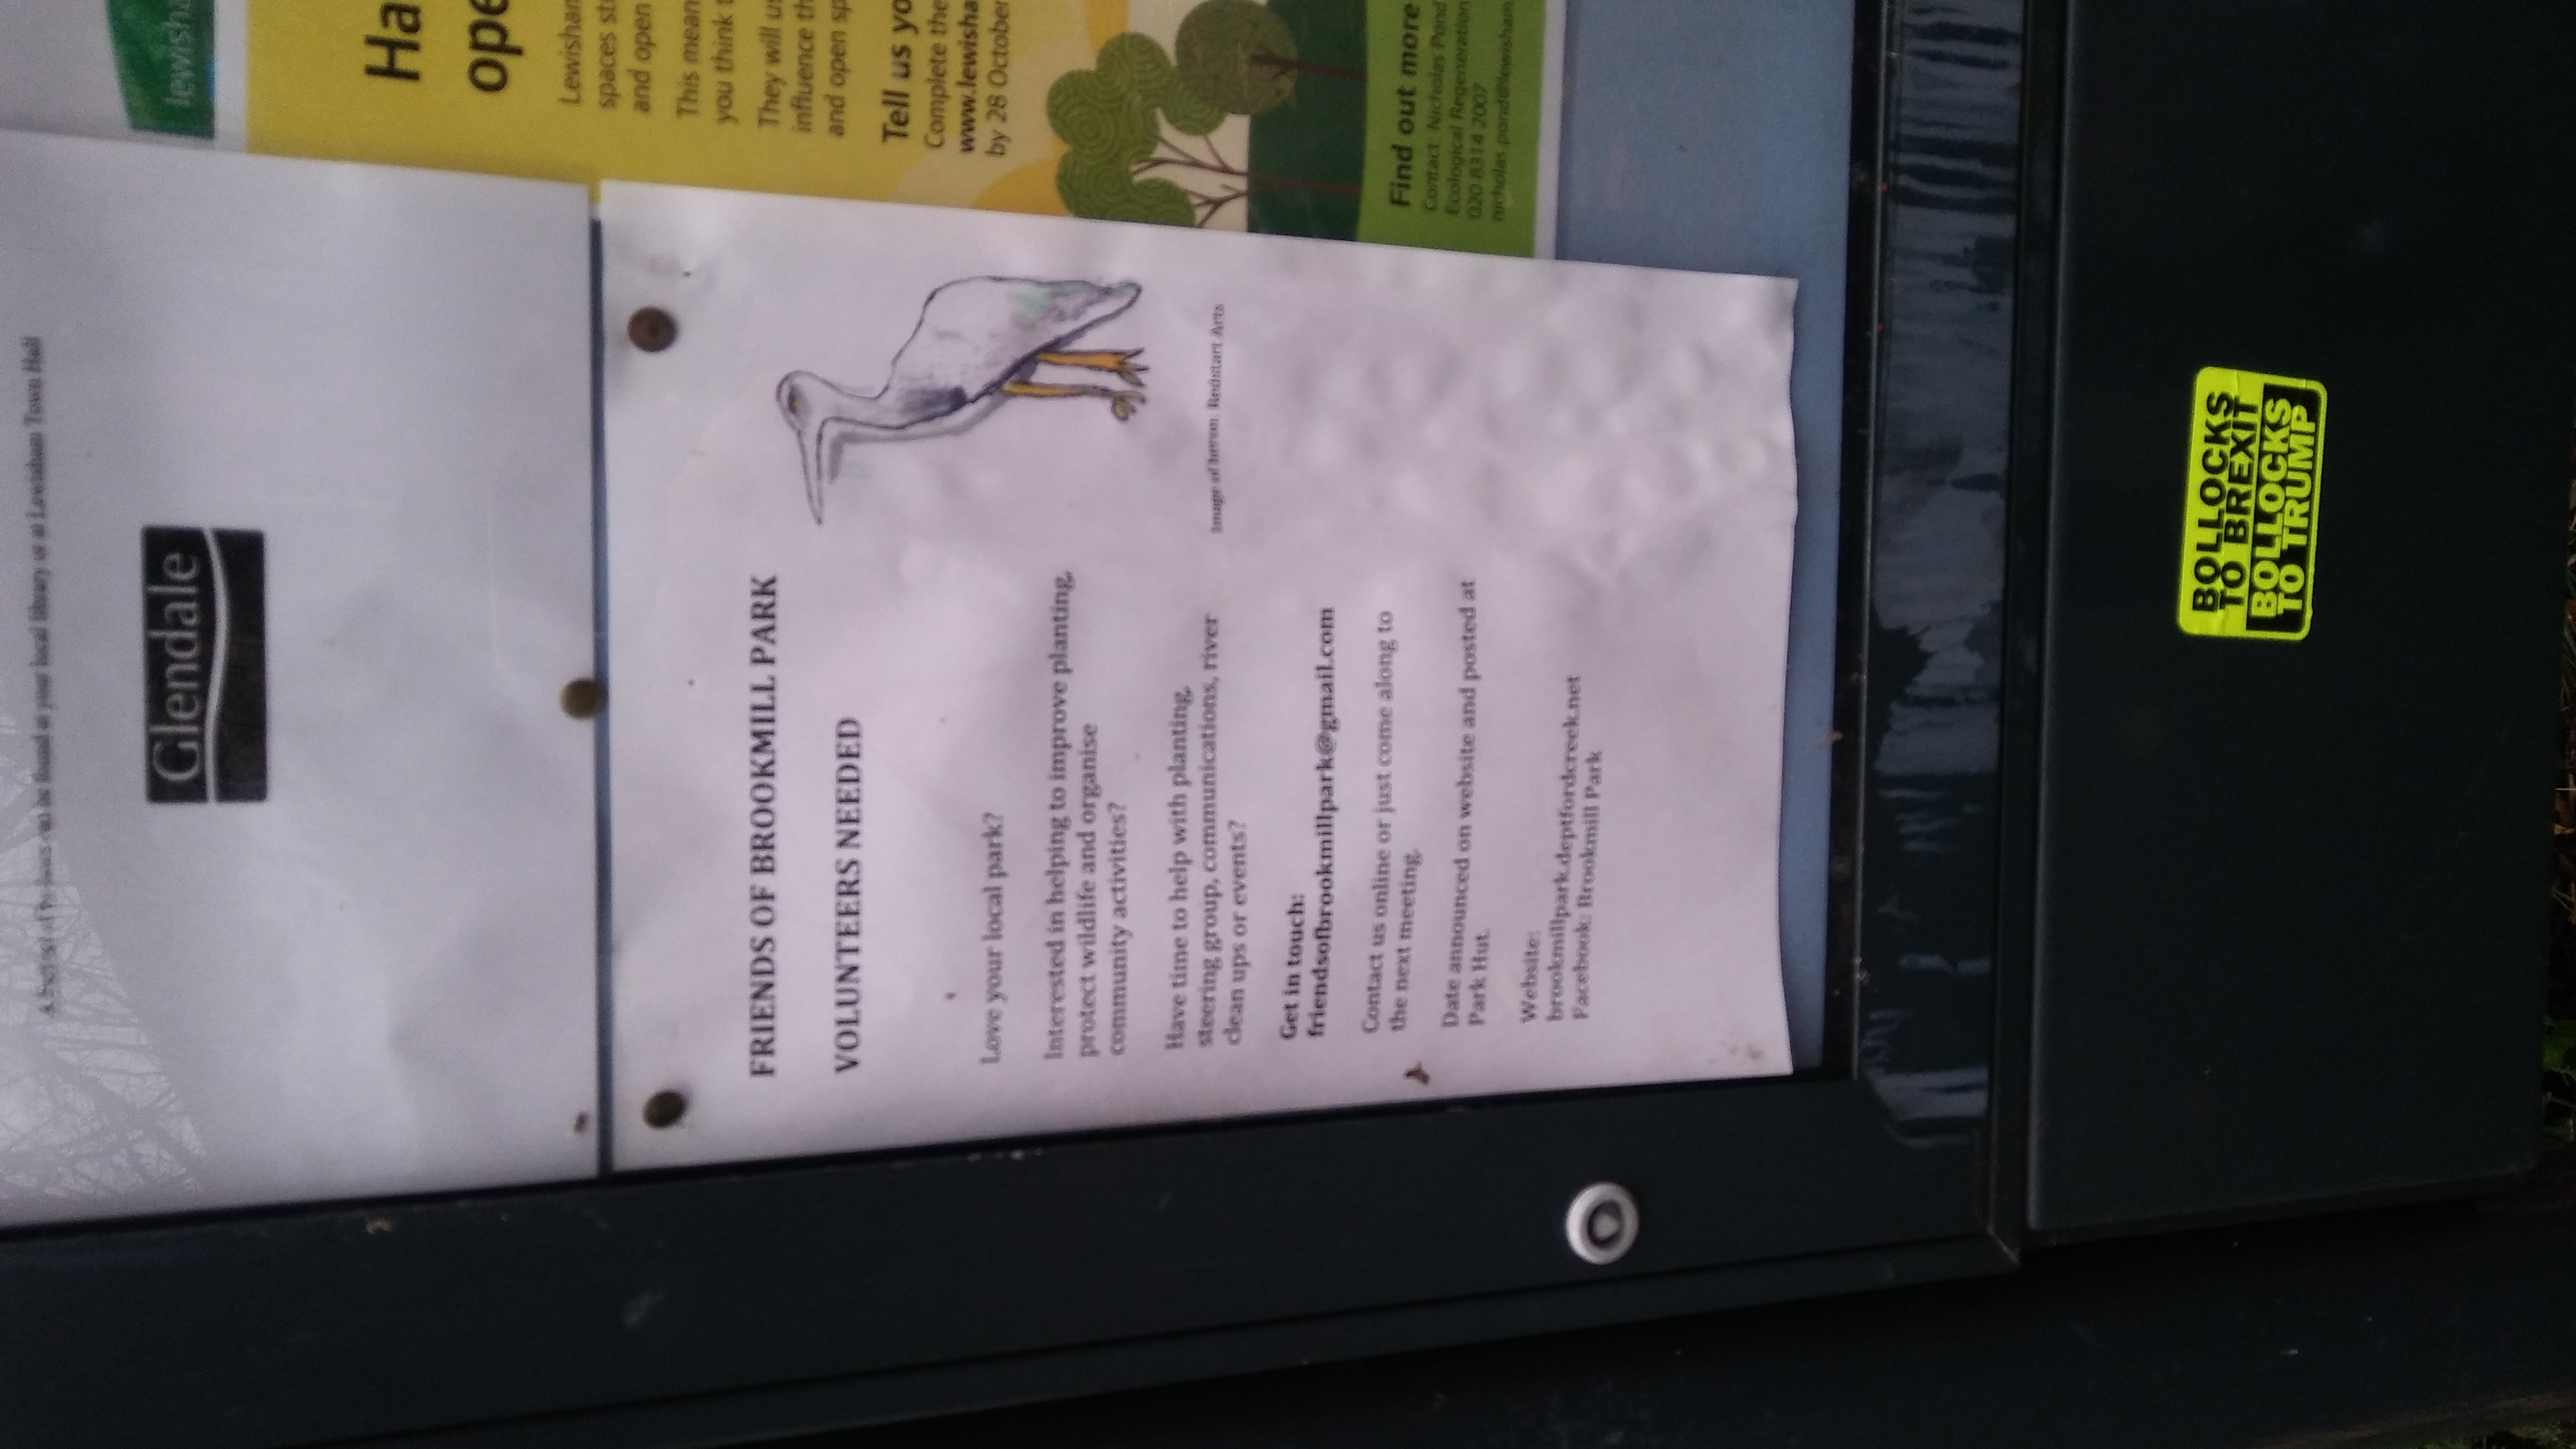 can be found at your local library or at Lewisham Town Hall
Glendale
FRIENDS OF BROOKMILL PARK
VOLUNTEERS NEEDED
Love your local park?
Interested in helping to improve planting,
protect wildlife and organise
community activities?
Have time to help with planting,
steering group, communications, river
clean ups or events?
Image of heron: Redstart Arts
Get in touch:
friendsofbrookmillpark@gmail.com
Contact us online or just come along to
the next meeting.
Date announced on website and posted at
Park Hut.
Website:
brookmillpark.deptfordcreek.net
Facebook: Brookmill Park
lewisha
Ha
ope
Lewisham
spaces st
and open
This mean
you think
They will u
influence th
and open sp
Tell us yo
Complete the
www.lewisha
by 28 October
Find out more
Contact: Nicholas Pond
Ecological Regeneration
020 8314 2007
nicholas.pond@lewisham
BOLLOCKS
TO BREXIT
BOLLOCKS
TO TRUMP